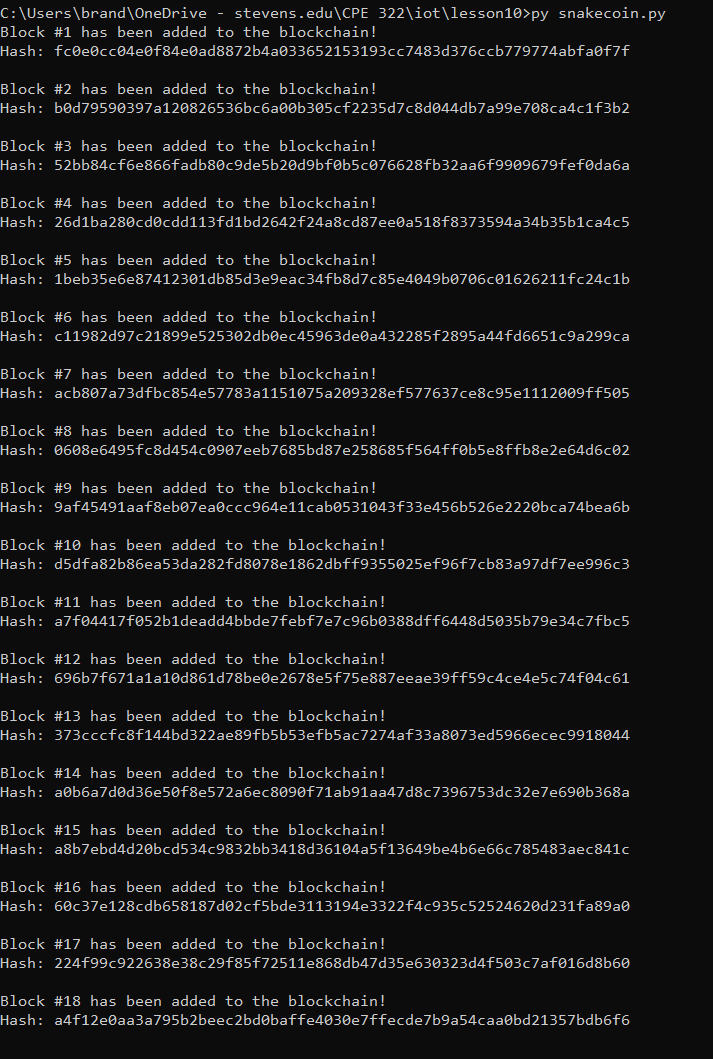 C:\Users\brand\OneDrive - stevens.edu\CPE 322\iot\lesson10>py snakecoin.py
Block #1 has been added to the blockchain!
Hash: fc0e0cc04e0f84e0ad8872b4a033652153193cc7483d376ccb779774abfa0f7f
Block #2 has been added to the blockchain!
Hash: b0d79590397a120826536bc6a00b305cf2235d7c8d044db7a99e708ca4c1f3b2
Block #3 has been added to the blockchain!
Hash: 52bb84cf6e866fadb80c9de5b20d9bf0b5c076628fb32aa6f9909679fef0da6a
Block #4 has been added to the blockchain!
Hash: 26d1ba280cd0cdd113fd1bd2642f24a8cd87ee0a518f8373594a34b35b1ca4c5
Block #5 has been added to the blockchain!
Hash: 1beb35e6e87412301db85d3e9eac34fb8d7c85e4049b0706c01626211fc24c1b
Block #6 has been added to the blockchain!
Hash: c11982d97c21899e525302db0ec45963de0a432285f2895a44fd6651c9a299ca
Block #7 has been added to the blockchain!
Hash: acb807a73dfbc854e57783a1151075a209328ef577637ce8c95e1112009ff505
Block #8 has been added to the blockchain!
Hash: 0608e6495fc8d454c0907eeb7685bd87e258685f564ff0b5e8ffb8e2e64d6c02
Block #9 has been added to the blockchain!
Hash: 9af45491aaf8eb07ea0ccc964e11cab0531043f33e456b526e2220bca74bea6b
Block #10 has been added to the blockchain!
Hash: d5dfa82b86ea53da282fd8078e1862dbff9355025ef96f7cb83a97df7ee996c3
Block #11 has been added to the blockchain!
Hash: a7f04417f052b1deadd4bbde7febf7e7c96b0388dff6448d5035b79e34c7fbc5
Block #12 has been added to the blockchain!
Hash: 696b7f671a1a10d861d78be0e2678e5f75e887eeae39ff59c4ce4e5c74f04c61
Block #13 has been added to the blockchain!
Hash: 373cccfc8f144bd322ae89fb5b53efb5ac7274af33a8073ed5966ecec9918044
Block #14 has been added to the blockchain!
Hash: a0b6a7d0d36e50f8e572a6ec8090f71ab91aa47d8c7396753dc32e7e690b368a
Block #15 has been added to the blockchain!
Hash: a8b7ebd4d20bcd534c9832bb3418d36104a5f13649be4b6e66c785483aec841c
Block #16 has been added to the blockchain!
Hash: 60c37e128cdb658187d02cf5bde3113194e3322f4c935c52524620d231fa89a0
Block #17 has been added to the blockchain!
Hash: 224f99c922638e38c29f85f72511e868db47d35e630323d4f503c7af016d8b60
Block #18 has been added to the blockchain!
Hash: a4f12e0aa3a795b2beec2bd0baffe4030e7ffecde7b9a54caa0bd21357bdb6f6